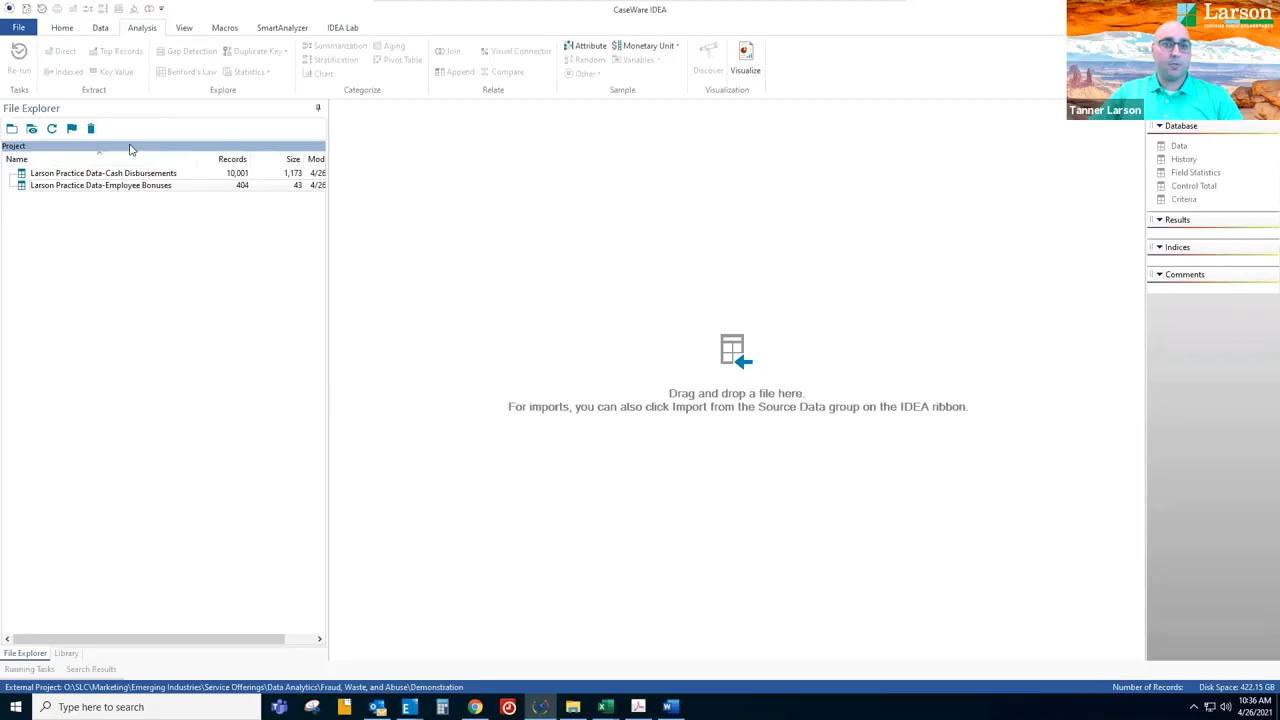 CaseWare IDEA
File
Home
Data
Analysis
View
Macros
SmartAnalyzer
IDEA Lab
Re-run
Tasks
Direct
Top Records
Indexed
Key Value
Extract
Gap Detection
Duplicate Key
Benford's Law
Statistics
Explore
Summarization
Aging
Stratification
Pivot Table
Chart
Categorize
Join
Visual Connector
Append
Compare
Relate
Attribute
Monetary Unit
Random
Variables
Other
Sample
Discover
Visualize
Visualization
Larson
CERTIFIED PUBLIC ACCOUNTANTS
Tanner Larson
File Explorer
Project
Name Records Size Mod
Larson Practice Data-Cash Disbursements 10,001 1,173 4/26
Larson Practice Data-Employee Bonuses 404 43 4/26
Drag and drop a file here.
For imports, you can also click Import from the Source Data group on the IDEA ribbon.
Database
Data
History
Field Statistics
Control Total
Criteria
Results
Indices
Comments
File Explorer
Library
Running Tasks
Search Results
External Project: O:\SLC\Marketing\Emerging Industries\Service Offerings\Data Analytics\Fraud, Waste, and Abuse\Demonstration
Number of Records:
Disk Space: 422.15 GB
Type here to search
10:36 AM
4/26/2021